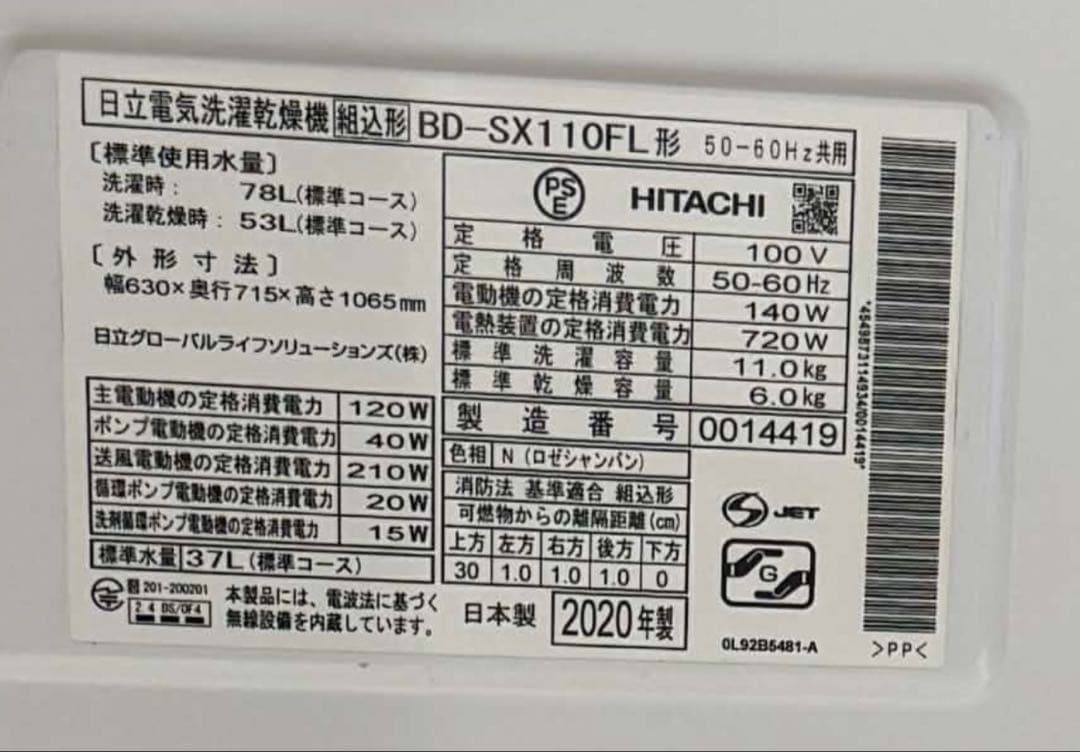 日立電気洗濯乾燥機 組込形 BD-SX110FL形 50-60Hz共用
〔標準使用水量〕
洗濯時： 78L(標準コース)
洗濯乾燥時：53L(標準コース)
〔外形寸法〕
幅630×奥行715×高さ1065mm
日立グローバルライフソリューションズ(株)
主電動機の定格消費電力 120W
ポンプ電動機の定格消費電力 40W
送風電動機の定格消費電力 210W
循環ポンプ電動機の定格消費電力 20W
洗剤循環ポンプ電動機の定格消費電力 15W
標準水量 37L(標準コース)
201-200201
2.4 DS/OF4
本製品には、電波法に基づく
無線設備を内蔵しています。
PS
E
HITACHI
定格電圧 100V
定格周波数 50-60Hz
電動機の定格消費電力 140W
電熱装置の定格消費電力 720W
標準洗濯容量 11.0kg
標準乾燥容量 6.0kg
製造番号 0014419
色相 N (ロゼシャンパン)
消防法 基準適合 組込形
可燃物からの離隔距離(cm)
上方 左方 右方 後方 下方
30 1.0 1.0 1.0 0
日本製 2020年製
JET
G
0L92B5481-A
*4549873114934/0014419*
>PP<